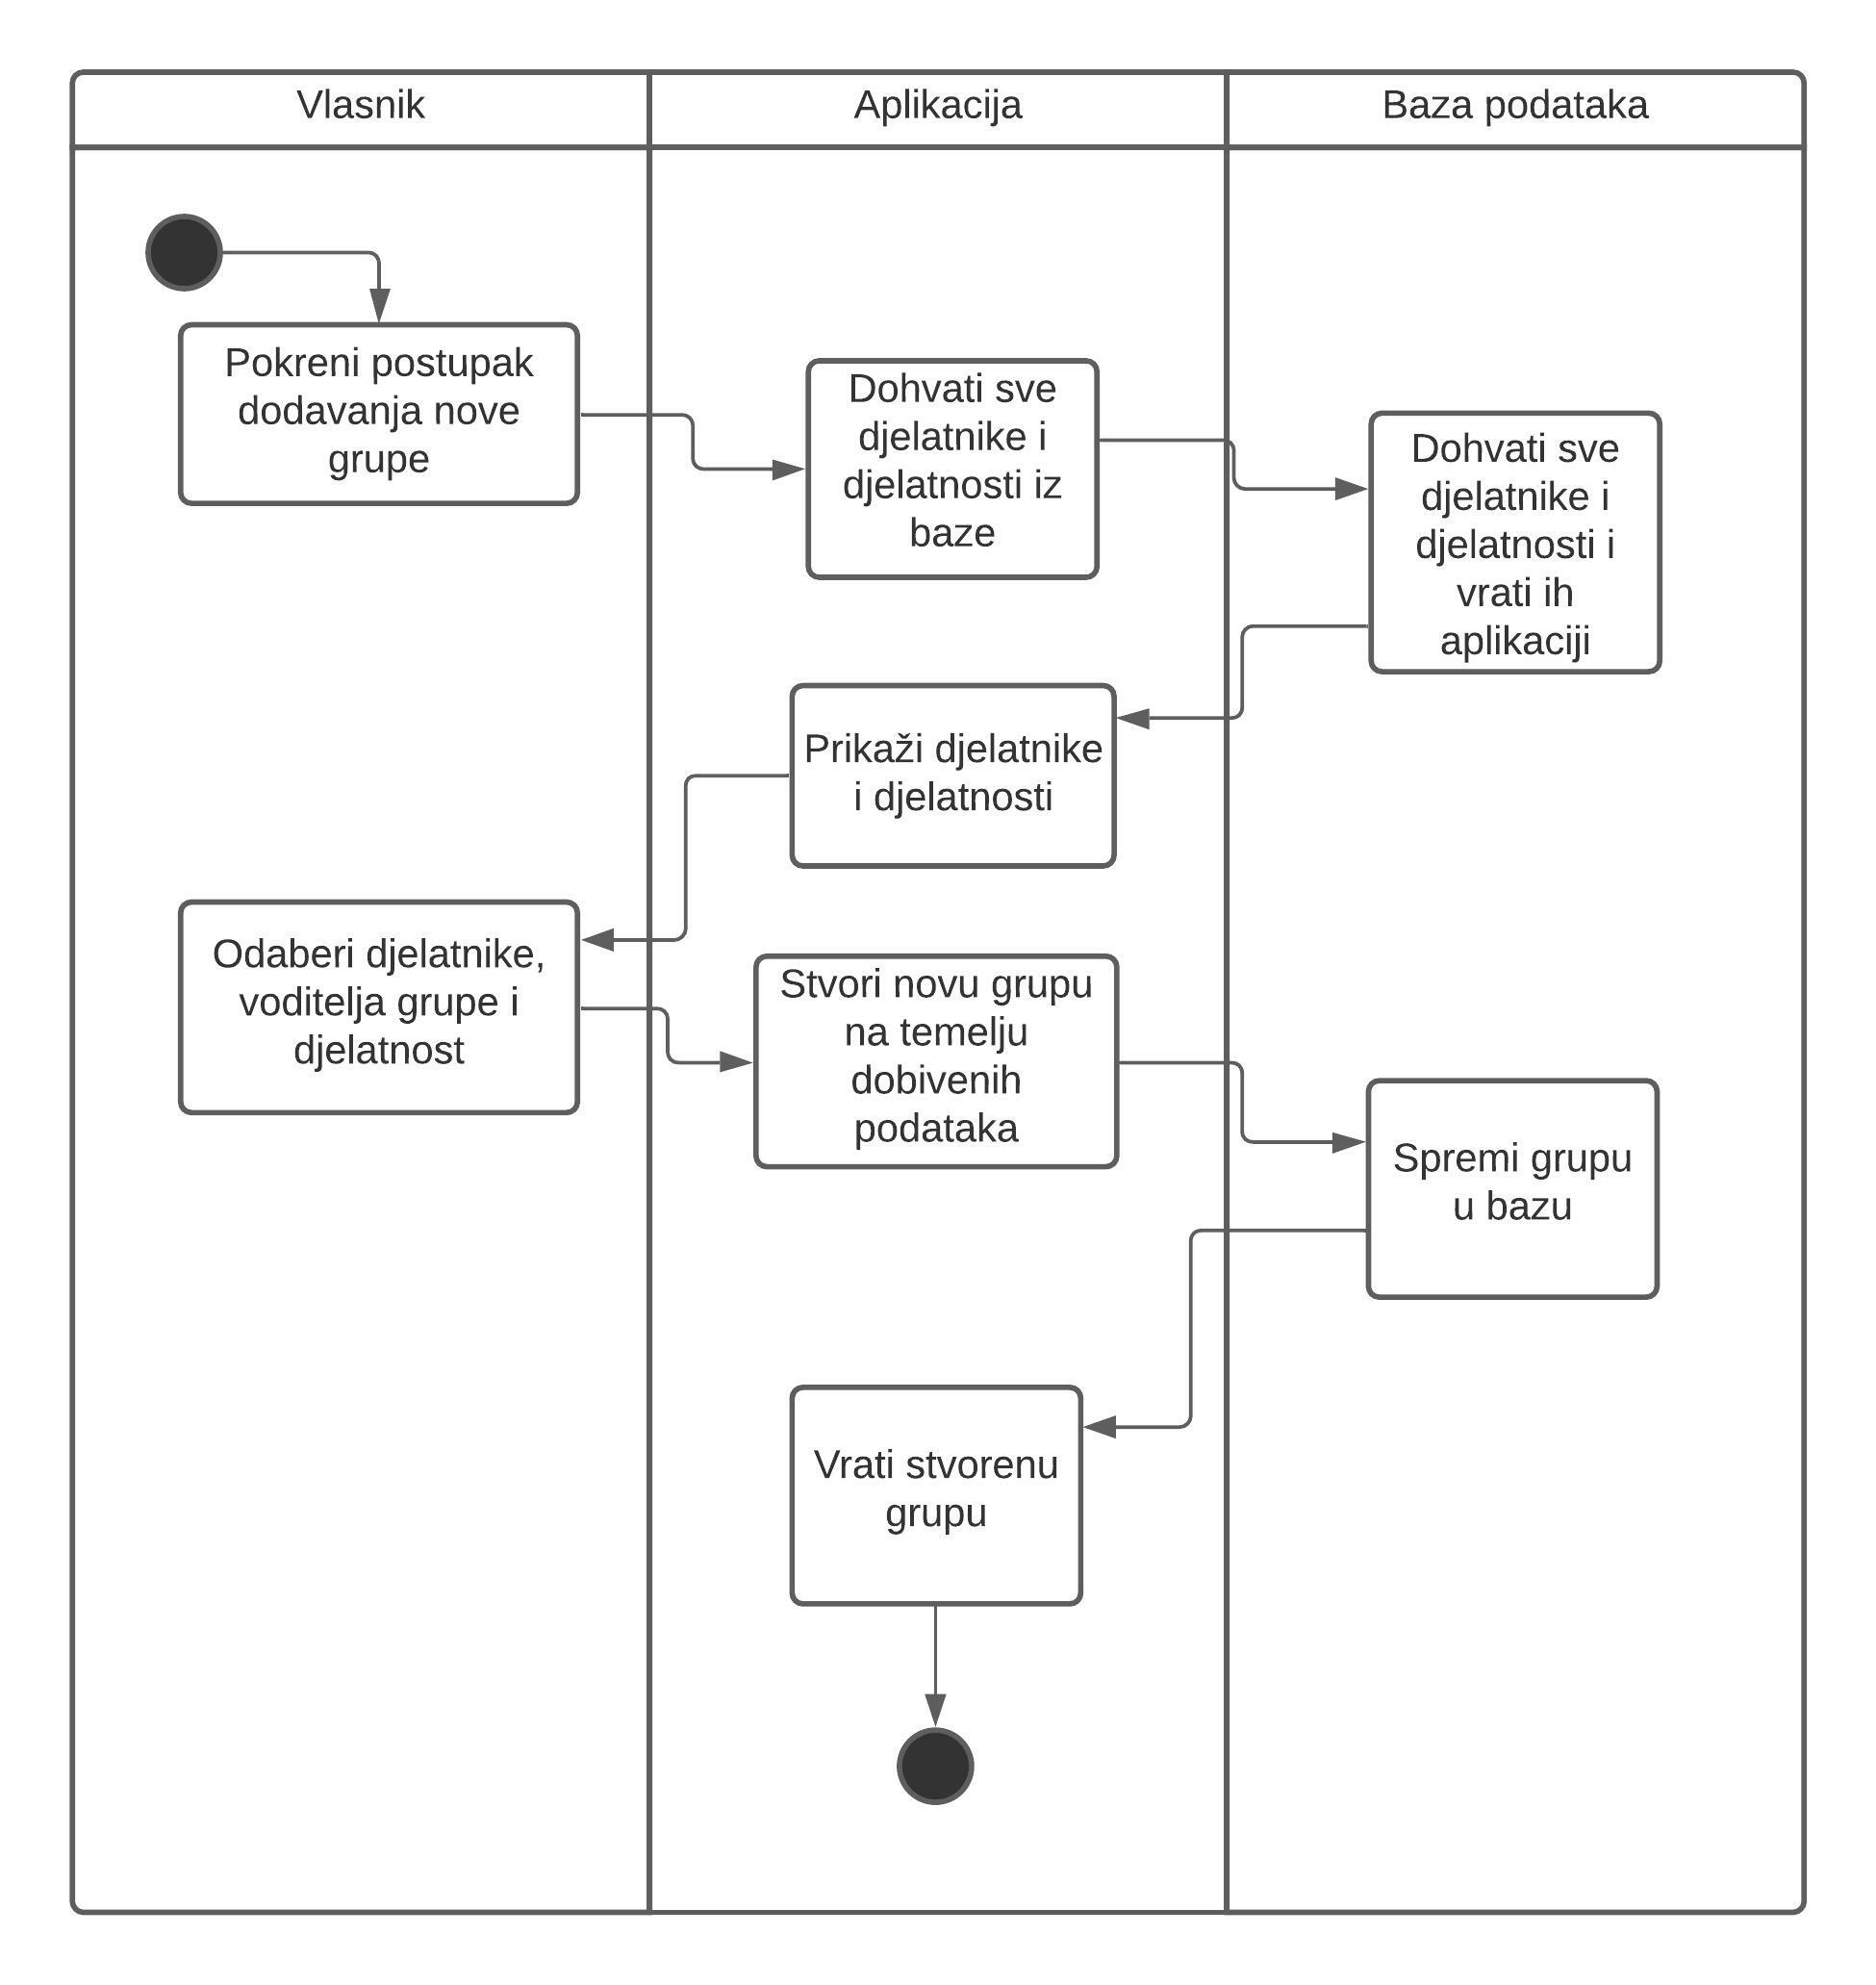 Vlasnik
Aplikacija
Baza podataka
Pokreni postupak
dodavanja nove
grupe
Dohvati sve
djelatnike i
djelatnosti iz
baze
Dohvati sve
djelatnike i
djelatnosti i
vrati ih
aplikaciji
Prikaži djelatnike
i djelatnosti
Odaberi djelatnike,
voditelja grupe i
djelatnost
Stvori novu grupu
na temelju
dobivenih
podataka
Spremi grupu
u bazu
Vrati stvorenu
grupu